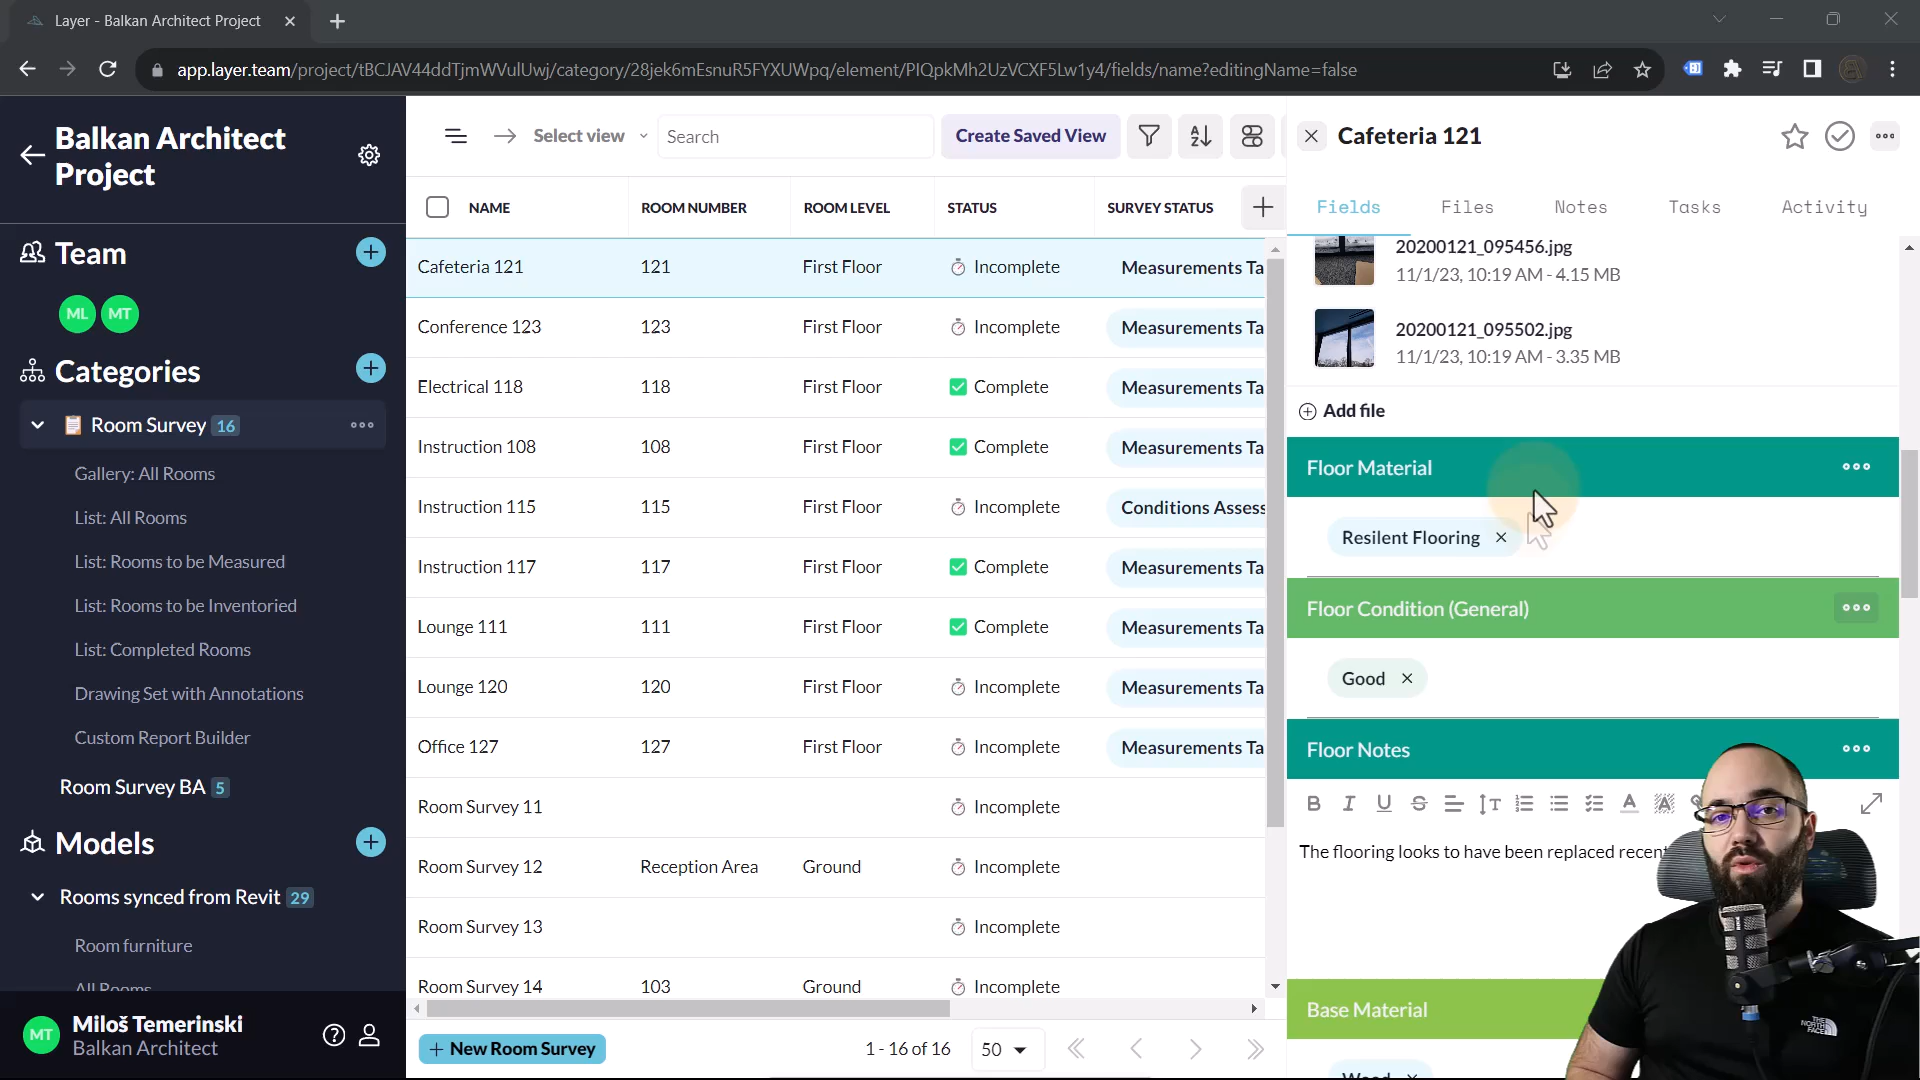 Layer - Balkan Architect Project
app.layer.team/project/tBCJAV44ddTjmWVulUwj/category/28jek6mEsnuR5FYXUWpq/element/PIQpkMh2UzVCXF5Lw1y4/fields/name?editingName=false
Balkan Architect
Project
Team
ML MT
Categories
Room Survey 16
Gallery: All Rooms
List: All Rooms
List: Rooms to be Measured
List: Rooms to be Inventoried
List: Completed Rooms
Drawing Set with Annotations
Custom Report Builder
Room Survey BA 5
Models
Rooms synced from Revit 29
Room furniture
All Rooms
MT
Miloš Temerinski
Balkan Architect
Select view
Search
Create Saved View
NAME ROOM NUMBER ROOM LEVEL STATUS SURVEY STATUS
Cafeteria 121 121 First Floor Incomplete Measurements Ta
Conference 123 123 First Floor Incomplete Measurements Ta
Electrical 118 118 First Floor Complete Measurements Ta
Instruction 108 108 First Floor Complete Measurements Ta
Instruction 115 115 First Floor Incomplete Conditions Assess
Instruction 117 117 First Floor Complete Measurements Ta
Lounge 111 111 First Floor Complete Measurements Ta
Lounge 120 120 First Floor Incomplete Measurements Ta
Office 127 127 First Floor Incomplete Measurements Ta
Room Survey 11 Incomplete
Room Survey 12 Reception Area Ground Incomplete
Room Survey 13 Incomplete
Room Survey 14 103 Ground Incomplete
+ New Room Survey
1 - 16 of 16
50
Cafeteria 121
Fields Files Notes Tasks Activity
20200121_095456.jpg
11/1/23, 10:19 AM - 4.15 MB
20200121_095502.jpg
11/1/23, 10:19 AM - 3.35 MB
Add file
Floor Material
Resilent Flooring
Floor Condition (General)
Good
Floor Notes
The flooring looks to have been replaced recent
Base Material
Wood
THE NORTH FACE